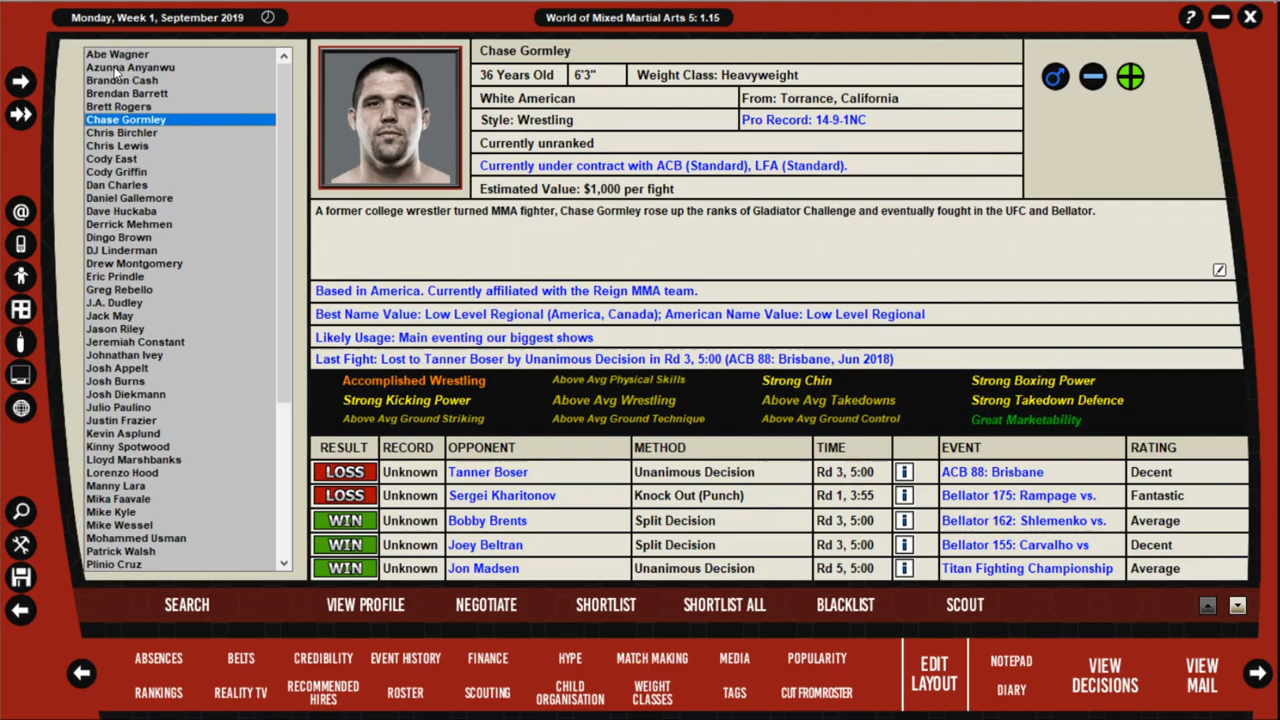 Monday, Week 1, September 2019
World of Mixed Martial Arts 5: 1.15
?
Abe Wagner
Azunna Anyanwu
Brandon Cash
Brendan Barrett
Brett Rogers
Chase Gormley
Chris Birchler
Chris Lewis
Cody East
Cody Griffin
Dan Charles
Daniel Gallemore
Dave Huckaba
Derrick Mehmen
Dingo Brown
DJ Linderman
Drew Montgomery
Eric Prindle
Greg Rebello
J.A. Dudley
Jack May
Jason Riley
Jeremiah Constant
Johnathan Ivey
Josh Appelt
Josh Burns
Josh Diekmann
Julio Paulino
Justin Frazier
Kevin Asplund
Kinny Spotwood
Lloyd Marshbanks
Lorenzo Hood
Manny Lara
Mika Faavale
Mike Kyle
Mike Wessel
Mohammed Usman
Patrick Walsh
Plinio Cruz
Chase Gormley
36 Years Old 6'3" Weight Class: Heavyweight
White American From: Torrance, California
Style: Wrestling Pro Record: 14-9-1NC
Currently unranked
Currently under contract with ACB (Standard), LFA (Standard).
Estimated Value: $1,000 per fight
A former college wrestler turned MMA fighter, Chase Gormley rose up the ranks of Gladiator Challenge and eventually fought in the UFC and Bellator.
Based in America. Currently affiliated with the Reign MMA team.
Best Name Value: Low Level Regional (America, Canada); American Name Value: Low Level Regional
Likely Usage: Main eventing our biggest shows
Last Fight: Lost to Tanner Boser by Unanimous Decision in Rd 3, 5:00 (ACB 88: Brisbane, Jun 2018)
Accomplished Wrestling Above Avg Physical Skills Strong Chin Strong Boxing Power
Strong Kicking Power Above Avg Wrestling Above Avg Takedowns Strong Takedown Defence
Above Avg Ground Striking Above Avg Ground Technique Above Avg Ground Control Great Marketability
RESULT RECORD OPPONENT METHOD TIME EVENT RATING
LOSS Unknown Tanner Boser Unanimous Decision Rd 3, 5:00 i ACB 88: Brisbane Decent
LOSS Unknown Sergei Kharitonov Knock Out (Punch) Rd 1, 3:55 i Bellator 175: Rampage vs. Fantastic
WIN Unknown Bobby Brents Split Decision Rd 3, 5:00 i Bellator 162: Shlemenko vs. Average
WIN Unknown Joey Beltran Split Decision Rd 3, 5:00 i Bellator 155: Carvalho vs Decent
WIN Unknown Jon Madsen Unanimous Decision Rd 5, 5:00 i Titan Fighting Championship Average
SEARCH VIEW PROFILE NEGOTIATE SHORTLIST SHORTLIST ALL BLACKLIST SCOUT
ABSENCES BELTS CREDIBILITY EVENT HISTORY FINANCE HYPE MATCH MAKING MEDIA POPULARITY
RANKINGS REALITY TV RECOMMENDED HIRES ROSTER SCOUTING CHILD ORGANISATION WEIGHT CLASSES TAGS CUT FROM ROSTER
EDIT LAYOUT
NOTEPAD
DIARY
VIEW DECISIONS
VIEW MAIL